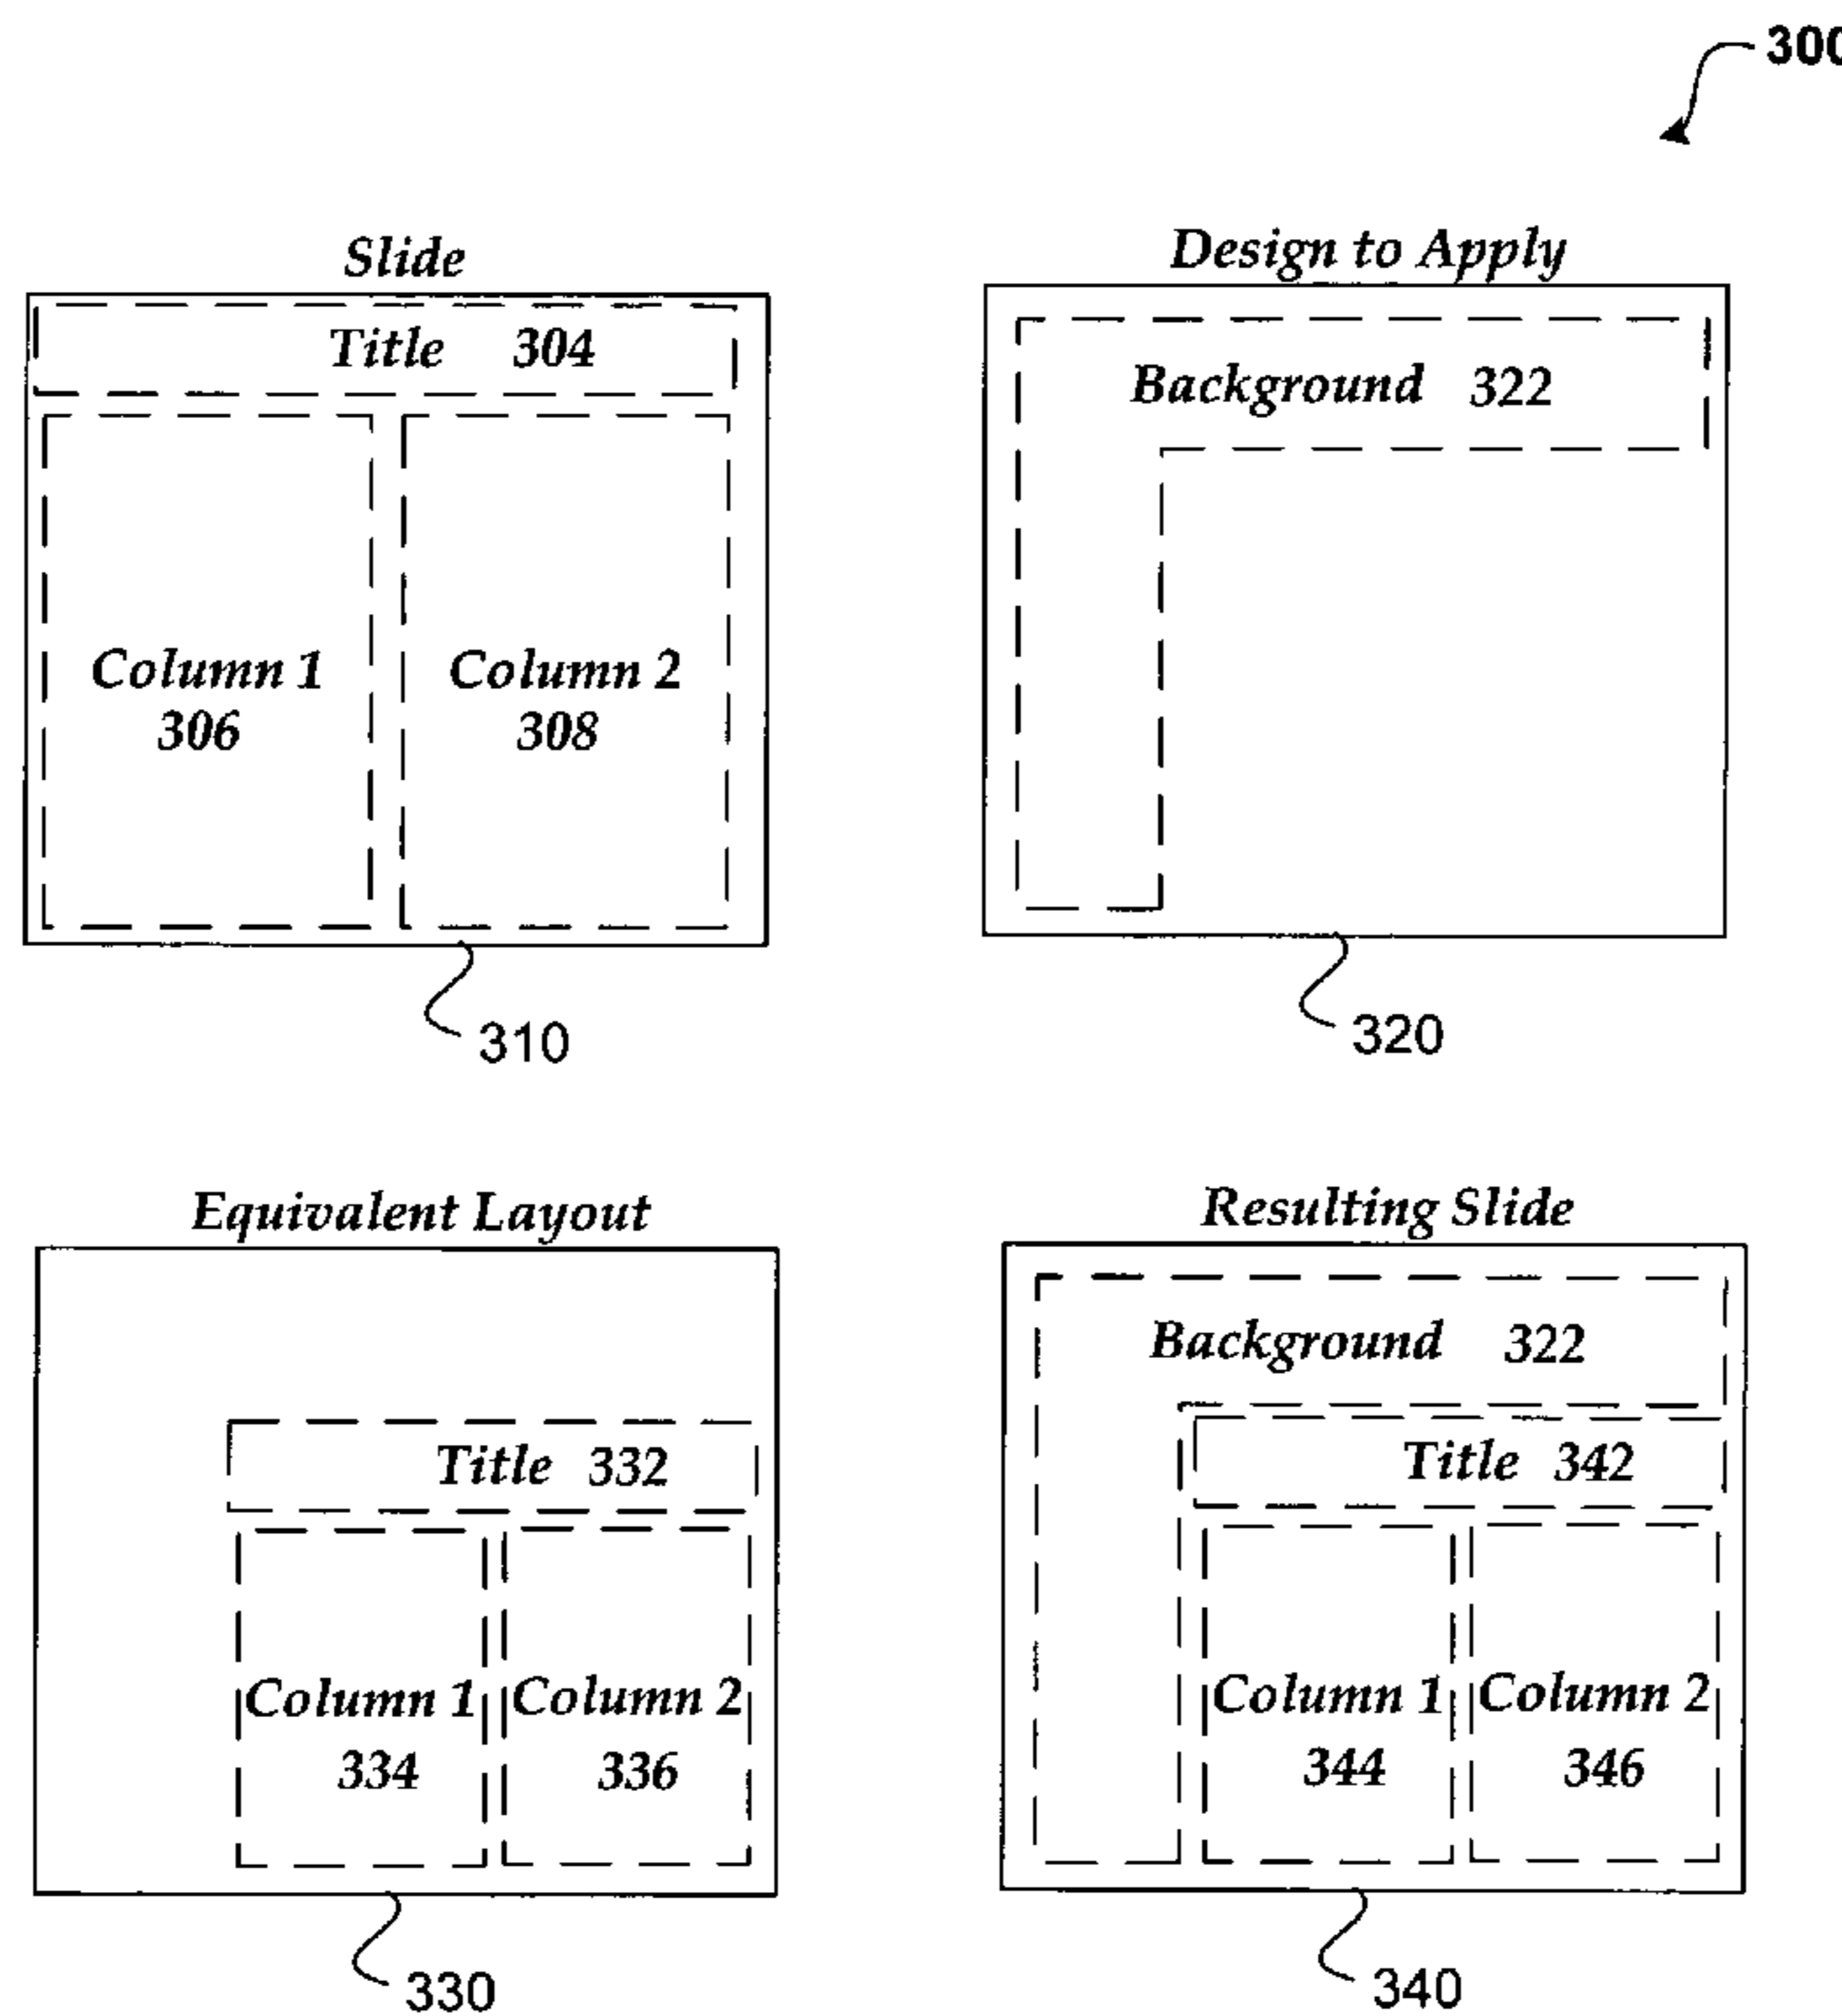 300
Slide
Title 304
Column 1
306
Column 2
308
310
Design to Apply
Background 322
320
Equivalent Layout
Title 332
Column 1
334
Column 2
336
330
Resulting Slide
Background 322
Title 342
Column 1
344
Column 2
346
340